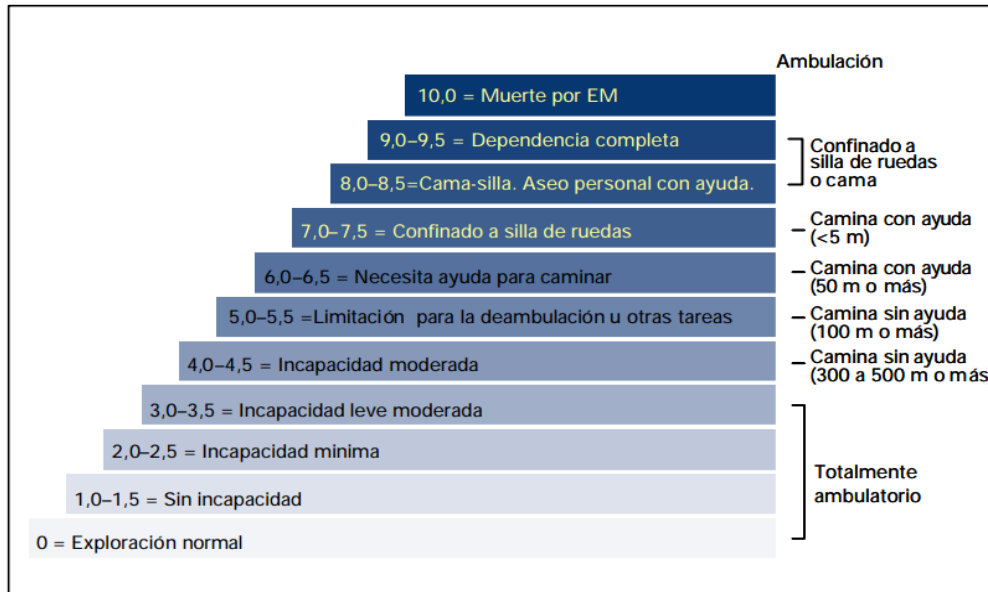 Ambulación
10,0 = Muerte por EM
9,0–9,5 = Dependencia completa
8,0–8,5=Cama-silla. Aseo personal con ayuda.
Confinado a
silla de ruedas
o cama
7,0–7,5 = Confinado a silla de ruedas
Camina con ayuda
(<5 m)
6,0–6,5 = Necesita ayuda para caminar
Camina con ayuda
(50 m o más)
5,0–5,5 =Limitación para la deambulación u otras tareas
Camina sin ayuda
(100 m o más)
4,0–4,5 = Incapacidad moderada
Camina sin ayuda
(300 a 500 m o más
3,0–3,5 = Incapacidad leve moderada
2,0–2,5 = Incapacidad minima
1,0–1,5 = Sin incapacidad
0 = Exploración normal
Totalmente
ambulatorio